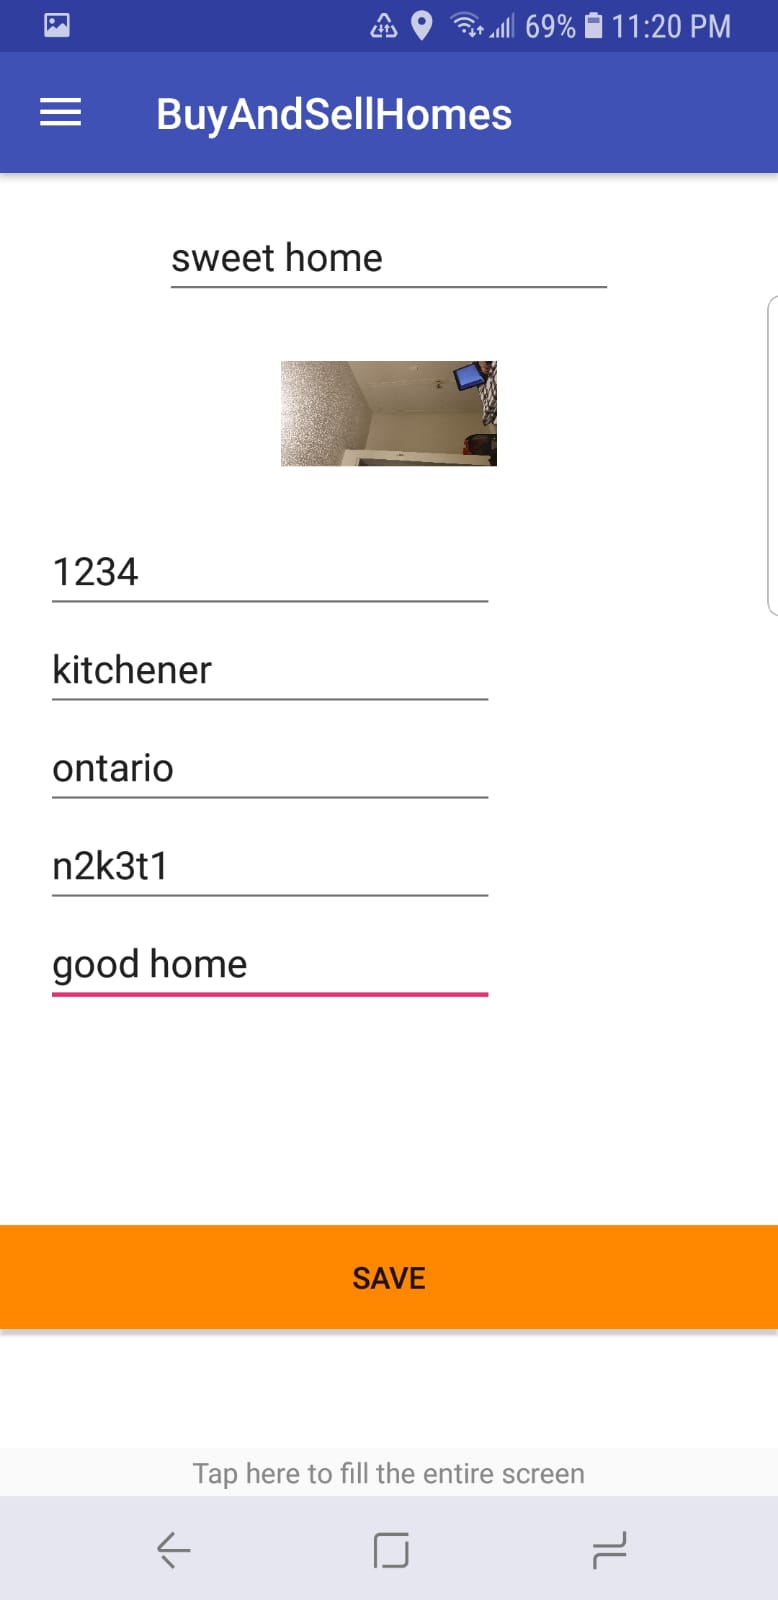 69% 11:20 PM
BuyAndSellHomes
sweet home
1234
kitchener
ontario
n2k3t1
good home
SAVE
Tap here to fill the entire screen